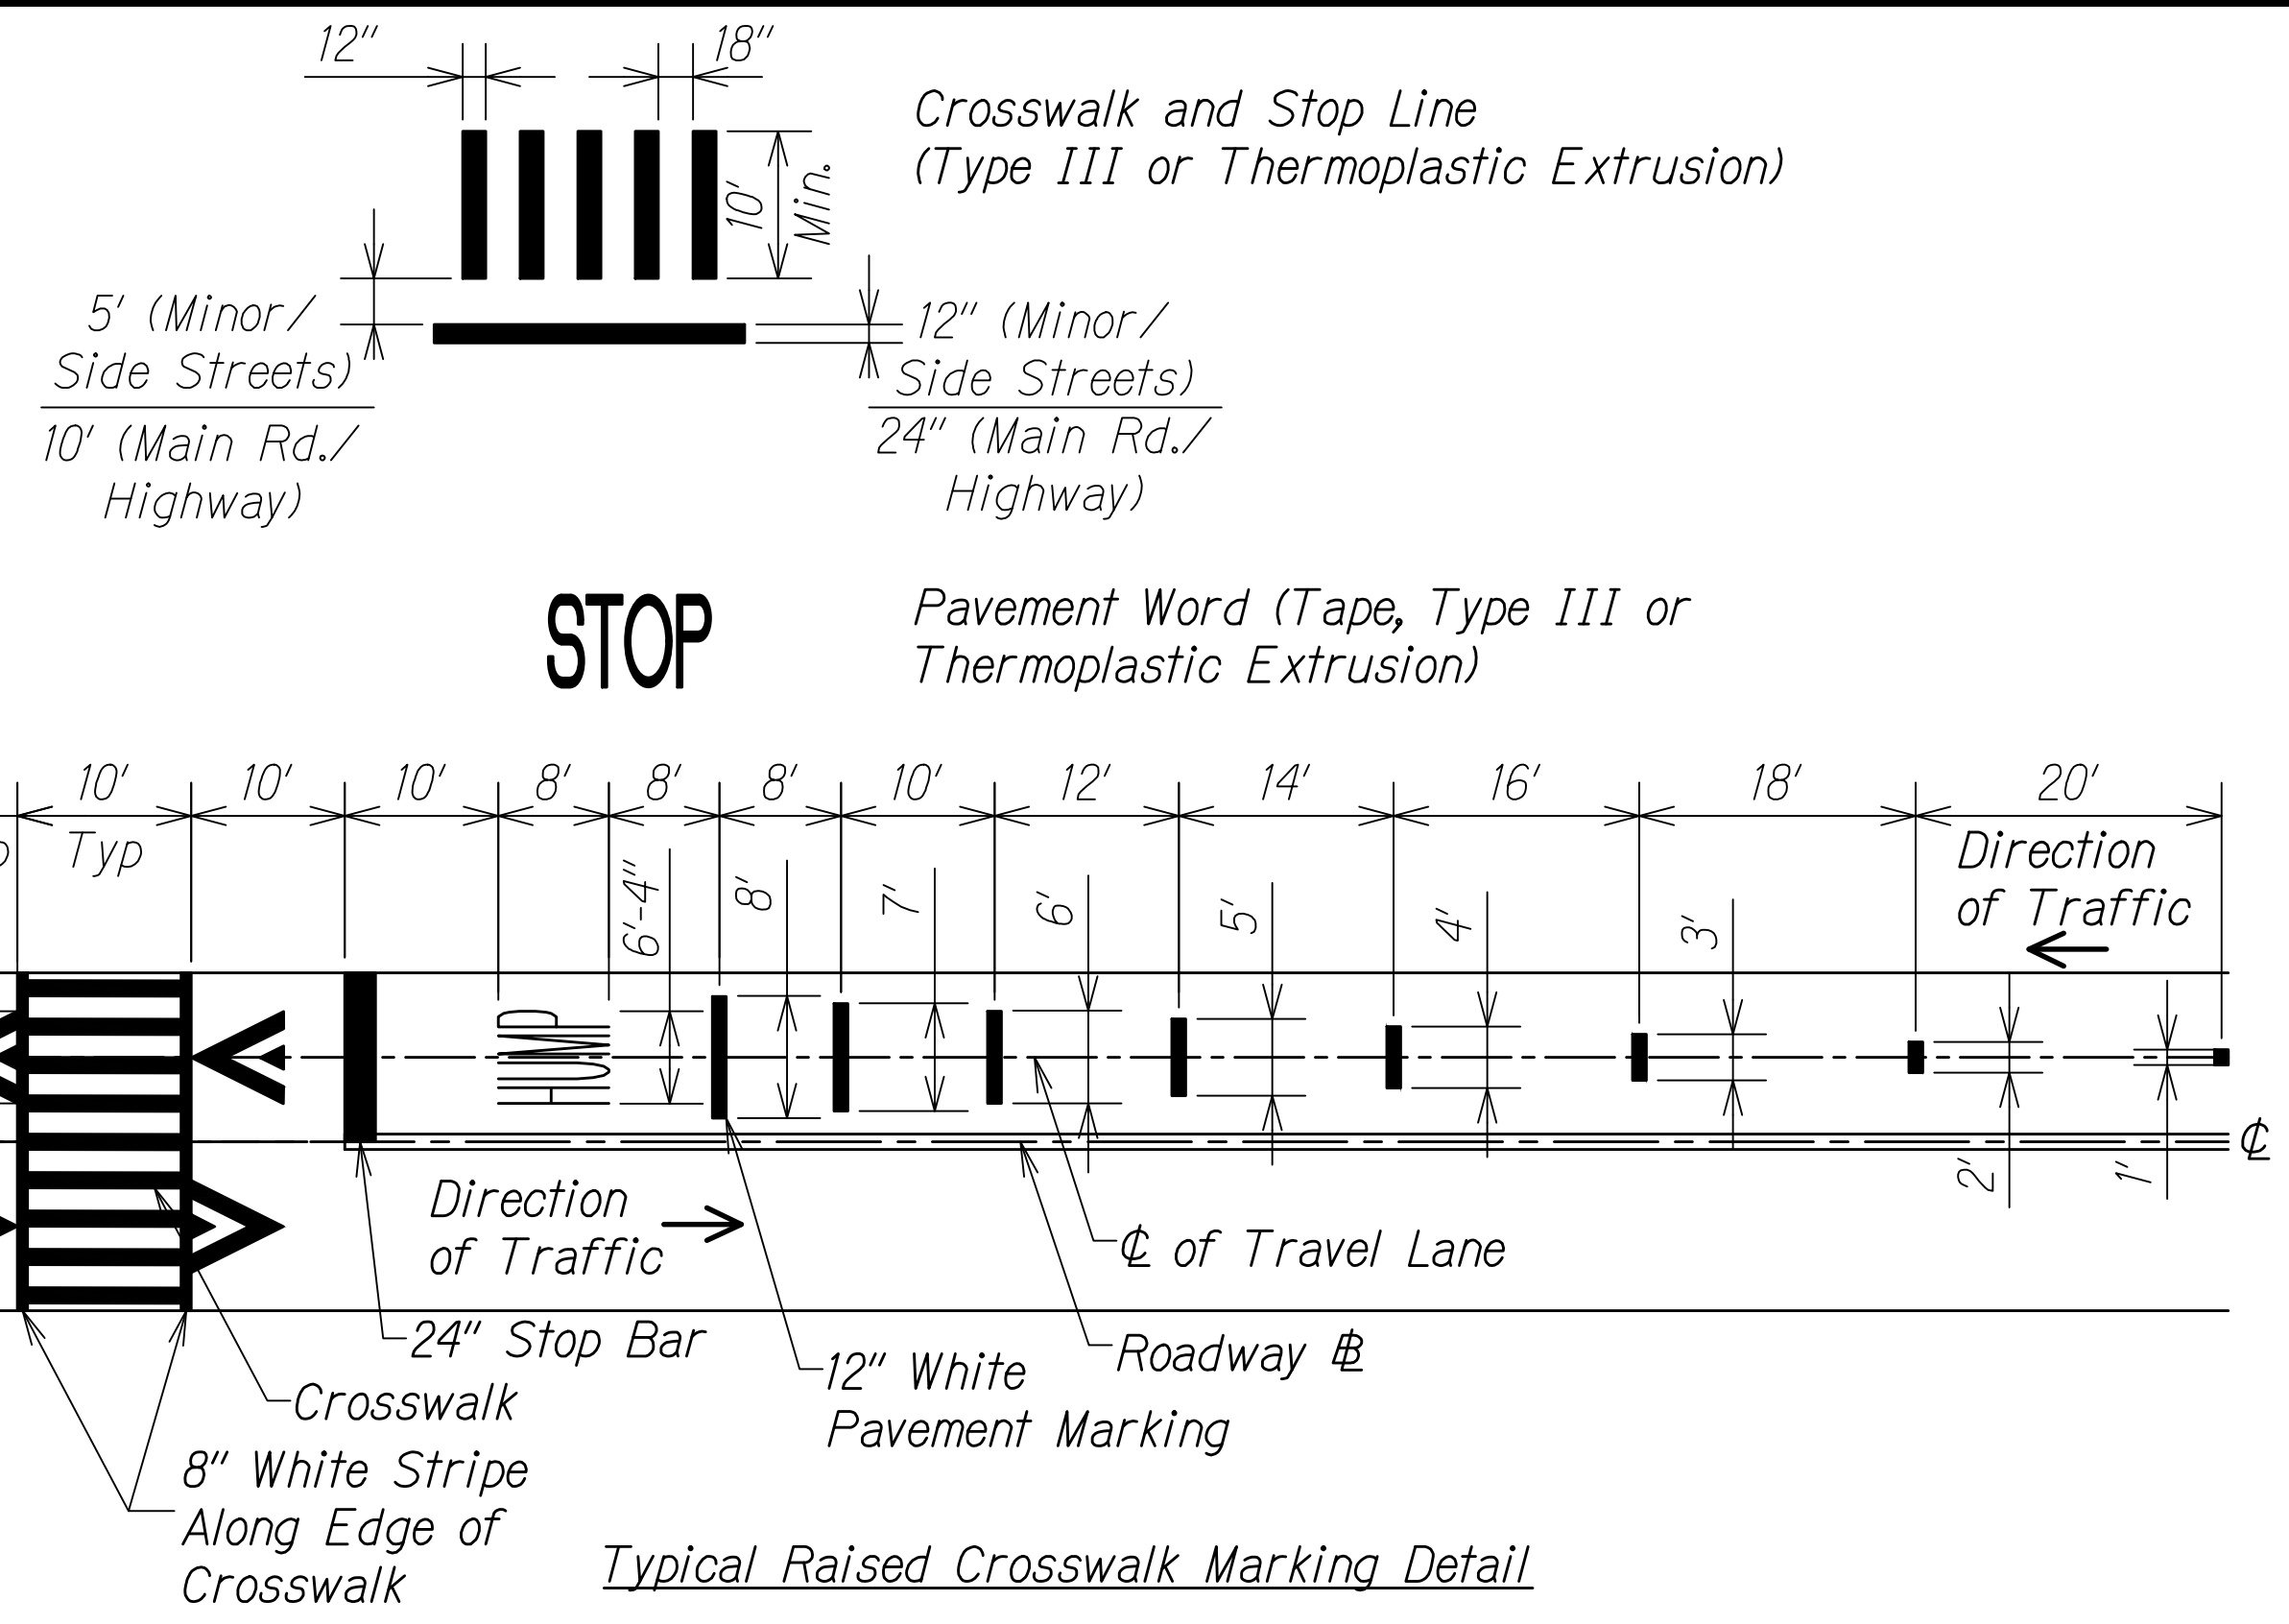 12" 18"
Crosswalk and Stop Line
(Type III or Thermoplastic Extrusion)
10'
Min.
5' (Minor/
Side Streets)
10' (Main Rd./
Highway)
12" (Minor/
Side Streets)
24" (Main Rd./
Highway)
STOP
Pavement Word (Tape, Type III or
Thermoplastic Extrusion)
10' 10' 10' 8' 8' 8' 10' 12' 14' 16' 18' 20'
Typ
Direction
of Traffic
6'-4" 8' 7' 6' 5' 4' 3' 2' 1'
HUMP
℄
Direction
of Traffic
℄ of Travel Lane
24" Stop Bar
Roadway
12" White
Pavement Marking
Crosswalk
8" White Stripe
Along Edge of
Crosswalk
Typical Raised Crosswalk Marking Detail